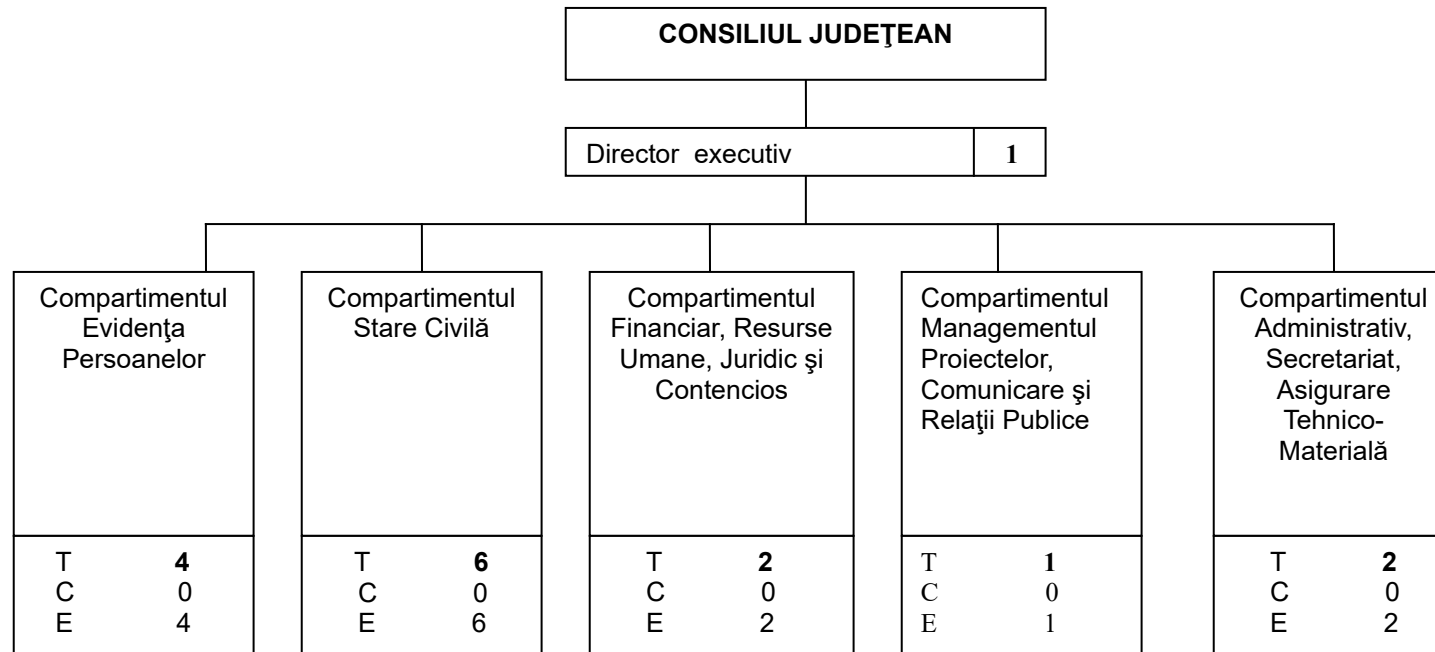 CONSILIUL JUDEŢEAN
Director executiv 1
Compartimentul
Evidenţa
Persoanelor
T 4
C 0
E 4
Compartimentul
Stare Civilă
T 6
C 0
E 6
Compartimentul
Financiar, Resurse
Umane, Juridic şi
Contencios
T 2
C 0
E 2
Compartimentul
Managementul
Proiectelor,
Comunicare şi
Relaţii Publice
T 1
C 0
E 1
Compartimentul
Administrativ,
Secretariat,
Asigurare
Tehnico-
Materială
T 2
C 0
E 2